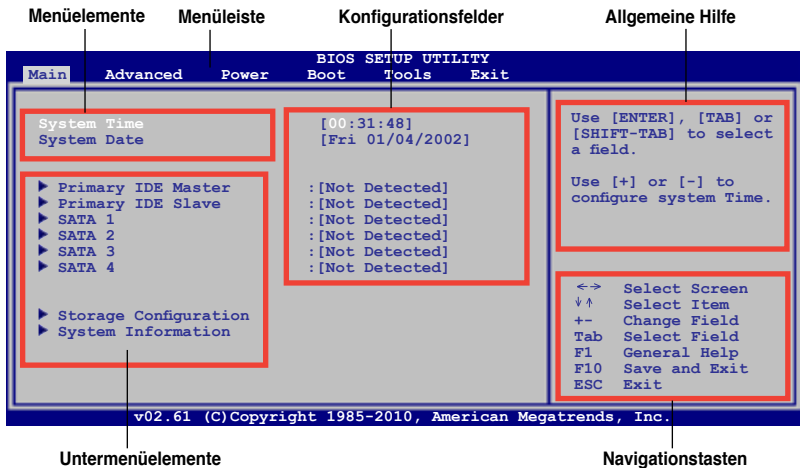 Menüelemente Menüleiste Konfigurationsfelder Allgemeine Hilfe
BIOS SETUP UTILITY
Main Advanced Power Boot Tools Exit
System Time [00:31:48]
System Date [Fri 01/04/2002]
Primary IDE Master :[Not Detected]
Primary IDE Slave :[Not Detected]
SATA 1 :[Not Detected]
SATA 2 :[Not Detected]
SATA 3 :[Not Detected]
SATA 4 :[Not Detected]
Storage Configuration
System Information
Use [ENTER], [TAB] or
[SHIFT-TAB] to select
a field.
Use [+] or [-] to
configure system Time.
←→ Select Screen
↓↑ Select Item
+- Change Field
Tab Select Field
F1 General Help
F10 Save and Exit
ESC Exit
v02.61 (C)Copyright 1985-2010, American Megatrends, Inc.
Untermenüelemente Navigationstasten